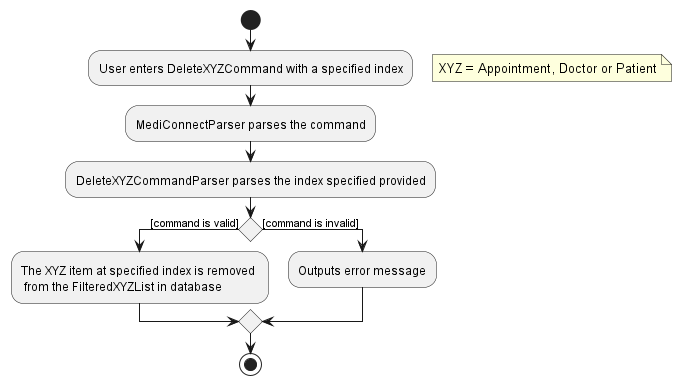 User enters DeleteXYZCommand with a specified index
XYZ = Appointment, Doctor or Patient
MediConnectParser parses the command
DeleteXYZCommandParser parses the index specified provided
[command is valid]
[command is invalid]
The XYZ item at specified index is removed
from the FilteredXYZList in database
Outputs error message